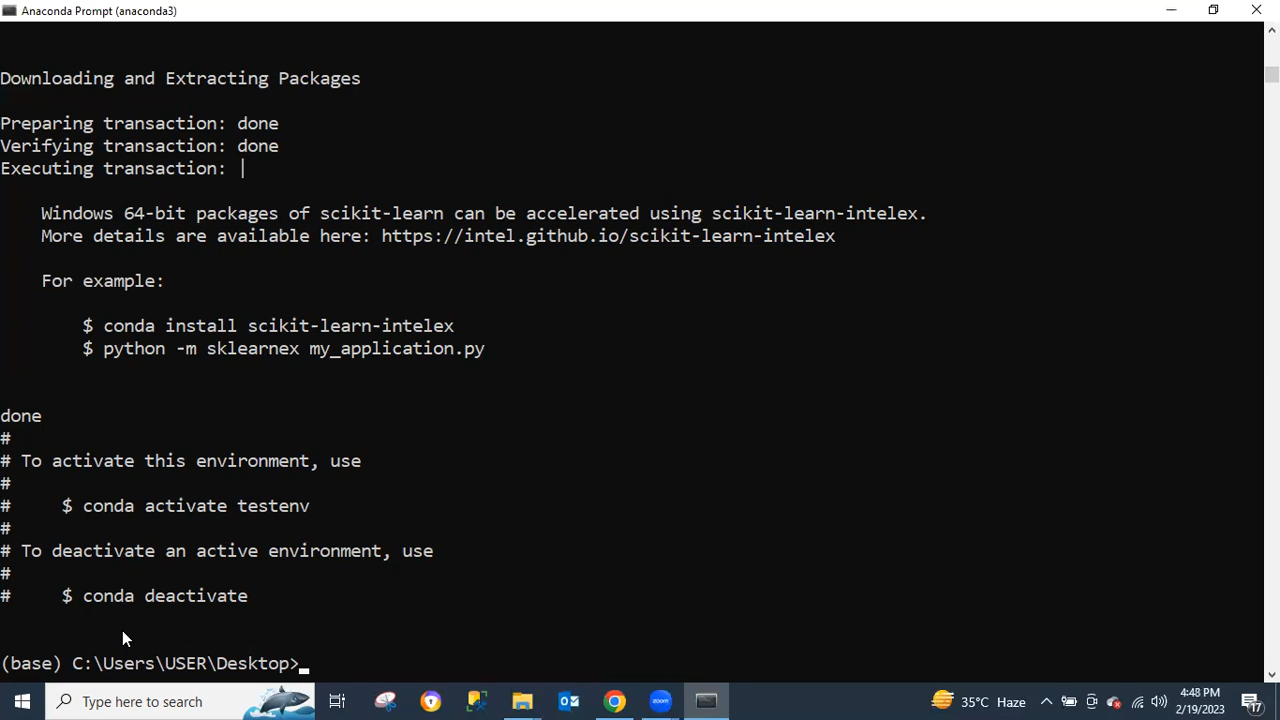 Anaconda Prompt (anaconda3)
Downloading and Extracting Packages
Preparing transaction: done
Verifying transaction: done
Executing transaction: |
Windows 64-bit packages of scikit-learn can be accelerated using scikit-learn-intelex.
More details are available here: https://intel.github.io/scikit-learn-intelex
For example:
$ conda install scikit-learn-intelex
$ python -m sklearnex my_application.py
done
#
# To activate this environment, use
#
#     $ conda activate testenv
#
# To deactivate an active environment, use
#
#     $ conda deactivate
(base) C:\Users\USER\Desktop>_
Type here to search
zoom
35°C Haze
4:48 PM
2/19/2023
17